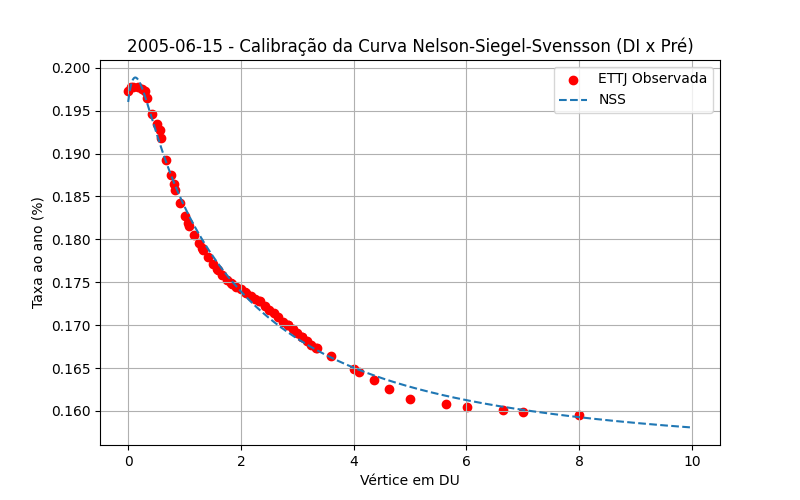 2005-06-15 - Calibração da Curva Nelson-Siegel-Svensson (DI x Pré)
ETTJ Observada
NSS
Taxa ao ano (%)
0.200
0.195
0.190
0.185
0.180
0.175
0.170
0.165
0.160
0 2 4 6 8 10
Vértice em DU